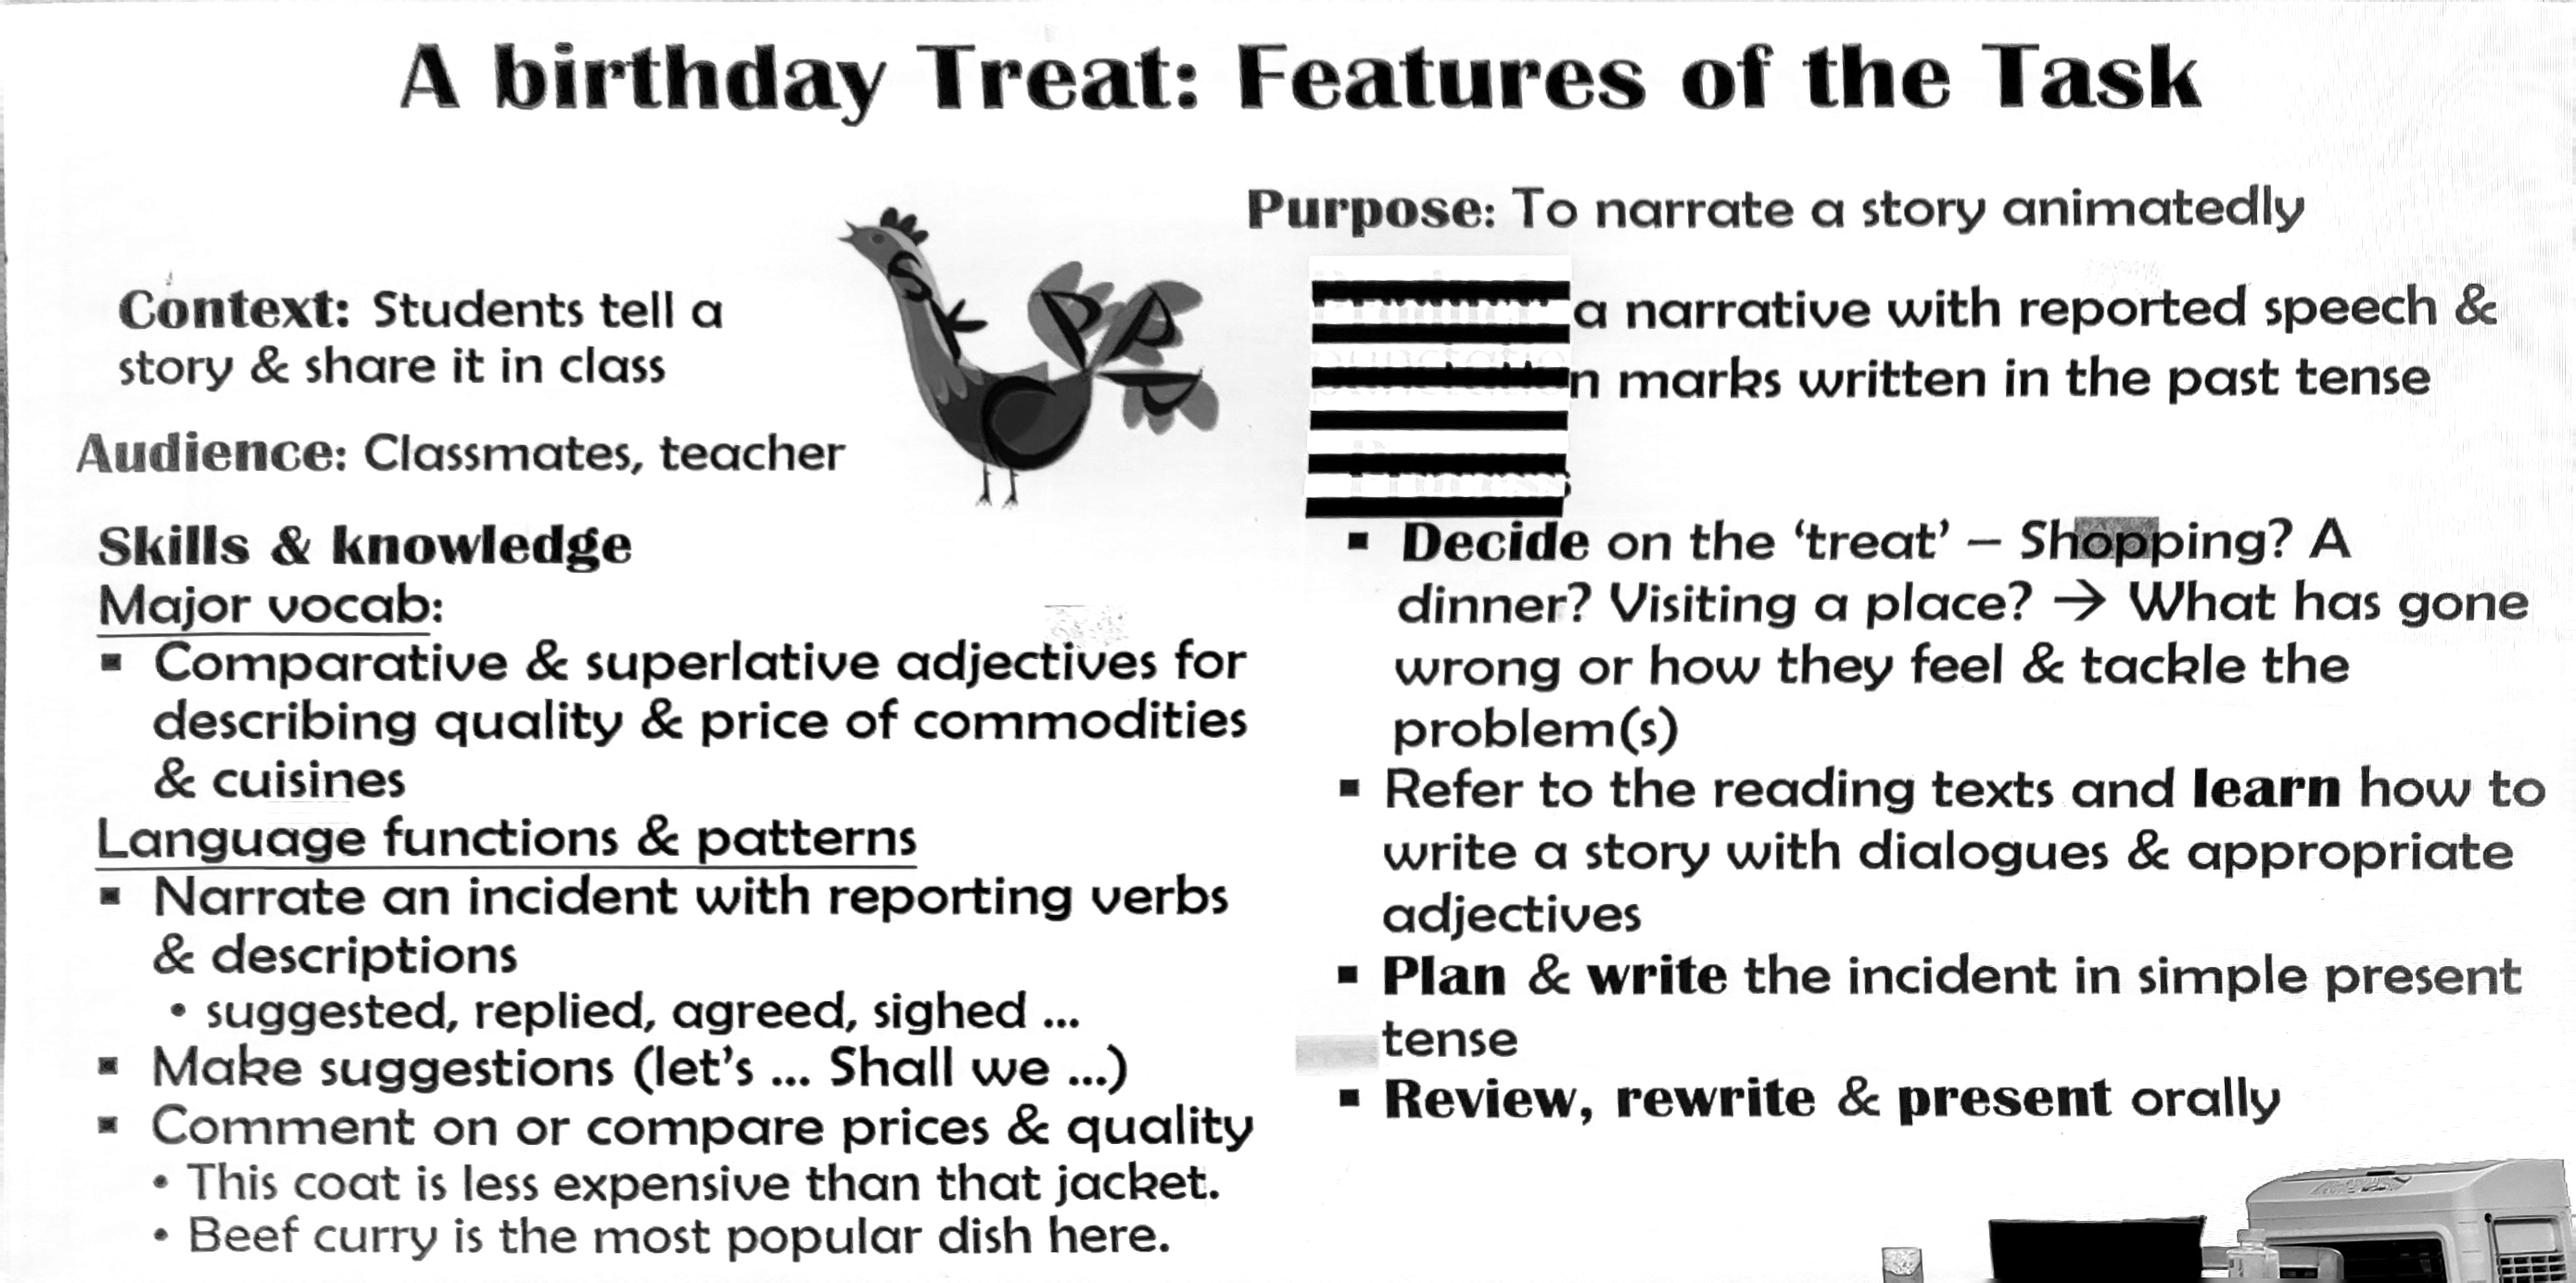 A birthday Treat: Features of the Task
Context: Students tell a
story & share it in class
Audience: Classmates, teacher
Skills & knowledge
Major vocab:
▪ Comparative & superlative adjectives for
describing quality & price of commodities
& cuisines
Language functions & patterns
▪ Narrate an incident with reporting verbs
& descriptions
• suggested, replied, agreed, sighed ...
▪ Make suggestions (let's ... Shall we ...)
▪ Comment on or compare prices & quality
• This coat is less expensive than that jacket.
• Beef curry is the most popular dish here.
SKPAD
Purpose: To narrate a story animatedly
a narrative with reported speech &
marks written in the past tense
▪ Decide on the ‘treat’ – Shopping? A
dinner? Visiting a place? → What has gone
wrong or how they feel & tackle the
problem(s)
▪ Refer to the reading texts and learn how to
write a story with dialogues & appropriate
adjectives
▪ Plan & write the incident in simple present
tense
▪ Review, rewrite & present orally